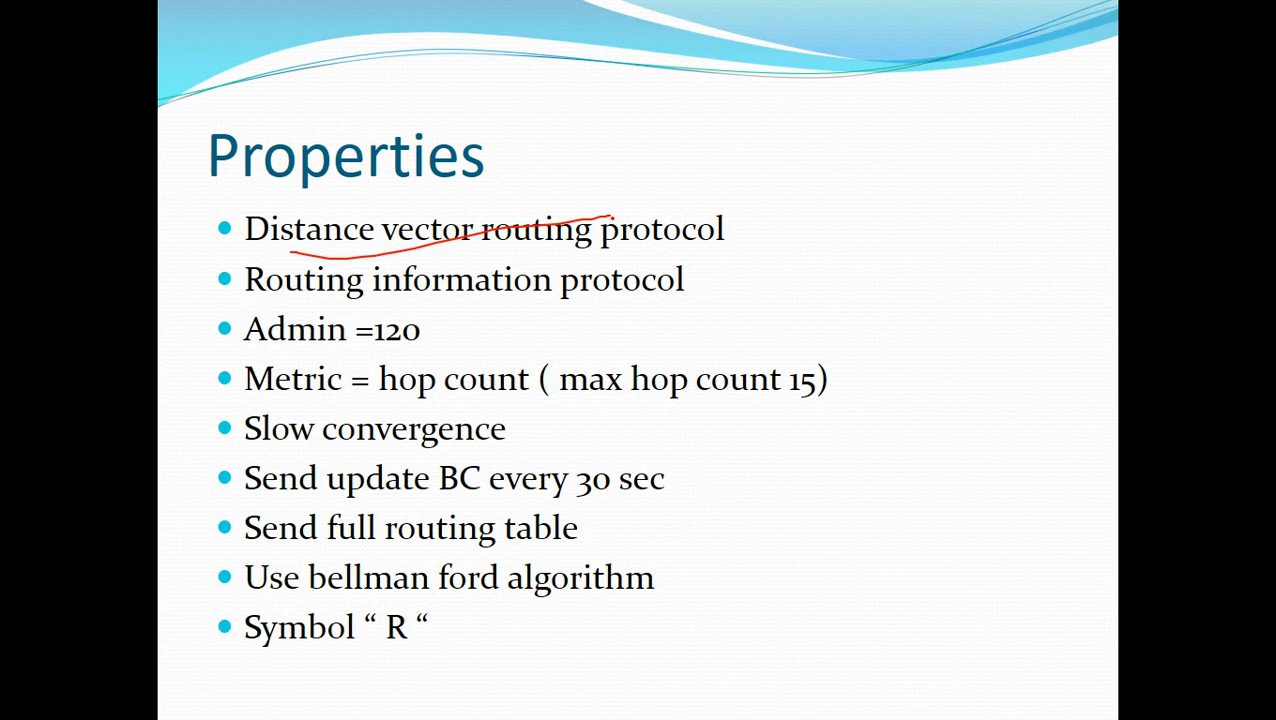 Properties
Distance vector routing protocol
Routing information protocol
Admin =120
Metric = hop count ( max hop count 15)
Slow convergence
Send update BC every 30 sec
Send full routing table
Use bellman ford algorithm
Symbol “ R “